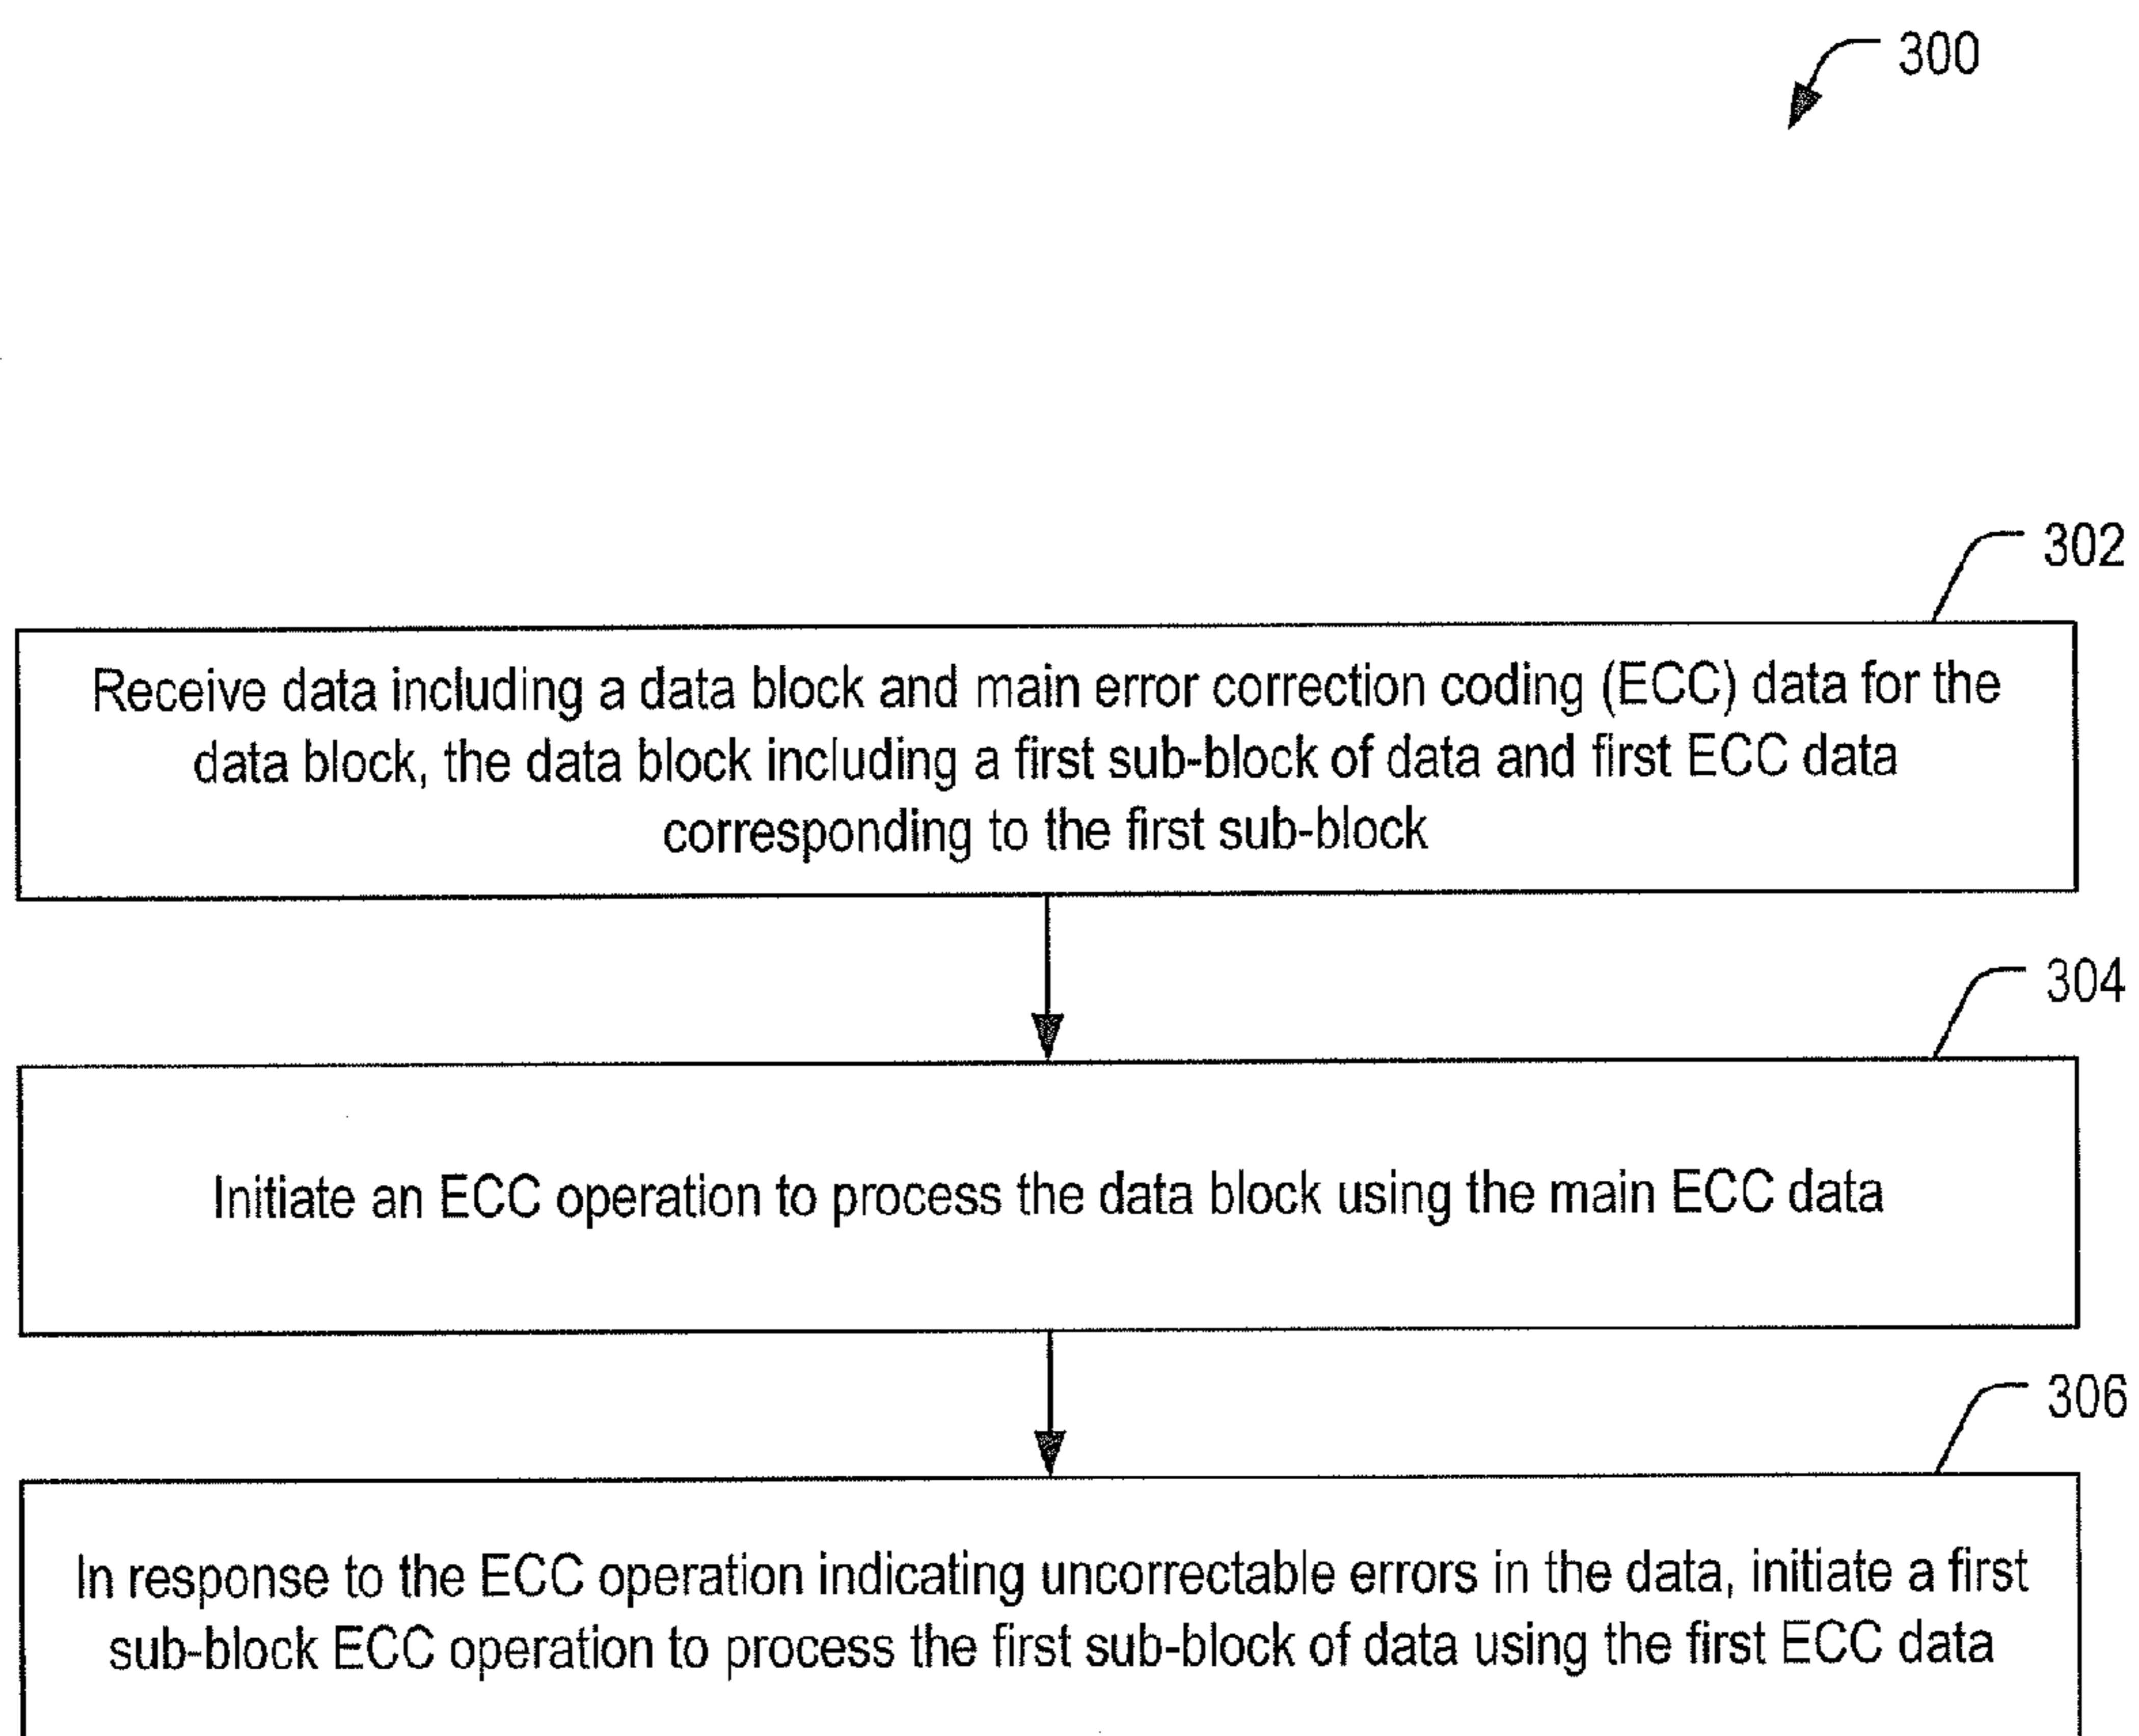 300
302
Receive data including a data block and main error correction coding (ECC) data for the
data block, the data block including a first sub-block of data and first ECC data
corresponding to the first sub-block
304
Initiate an ECC operation to process the data block using the main ECC data
306
In response to the ECC operation indicating uncorrectable errors in the data, initiate a first
sub-block ECC operation to process the first sub-block of data using the first ECC data